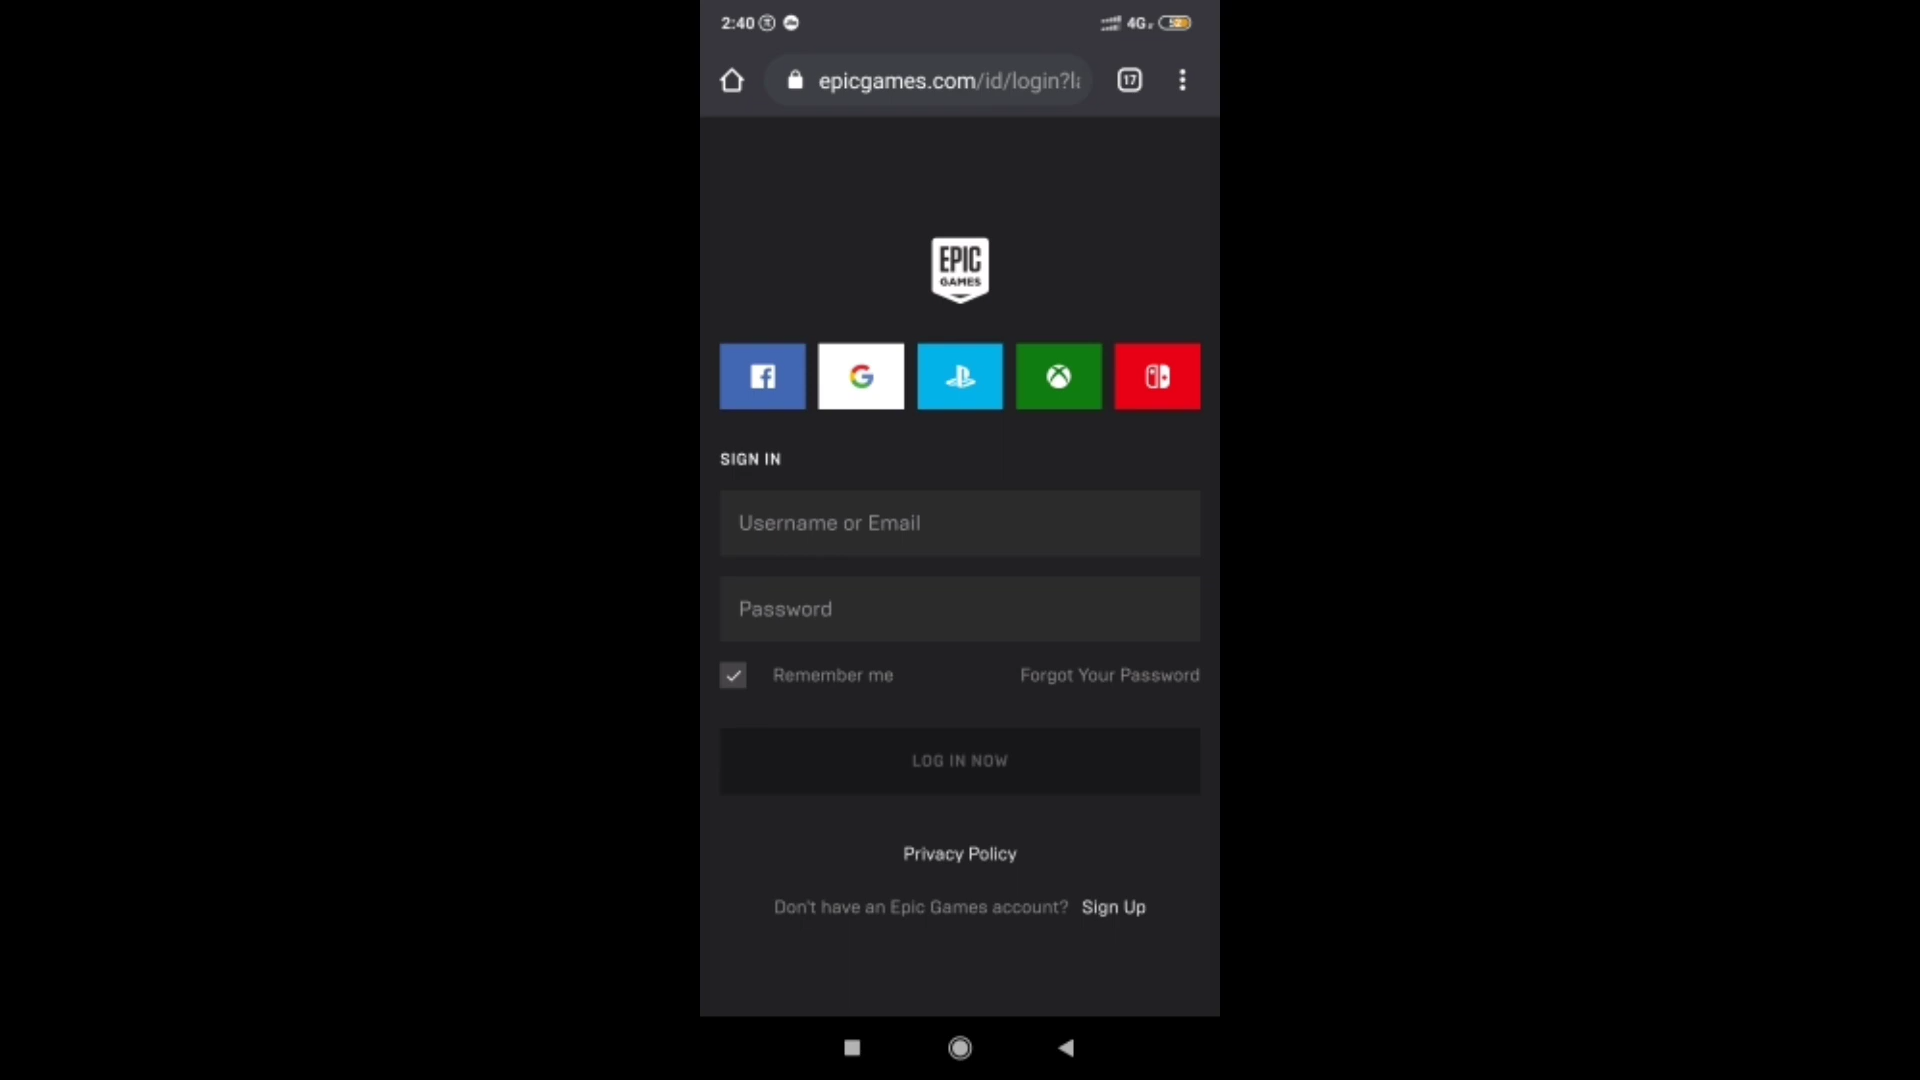 2:40 4G
epicgames.com/id/login?l
17
EPIC
GAMES
SIGN IN
Username or Email
Password
Remember me Forgot Your Password
LOG IN NOW
Privacy Policy
Don't have an Epic Games account? Sign Up